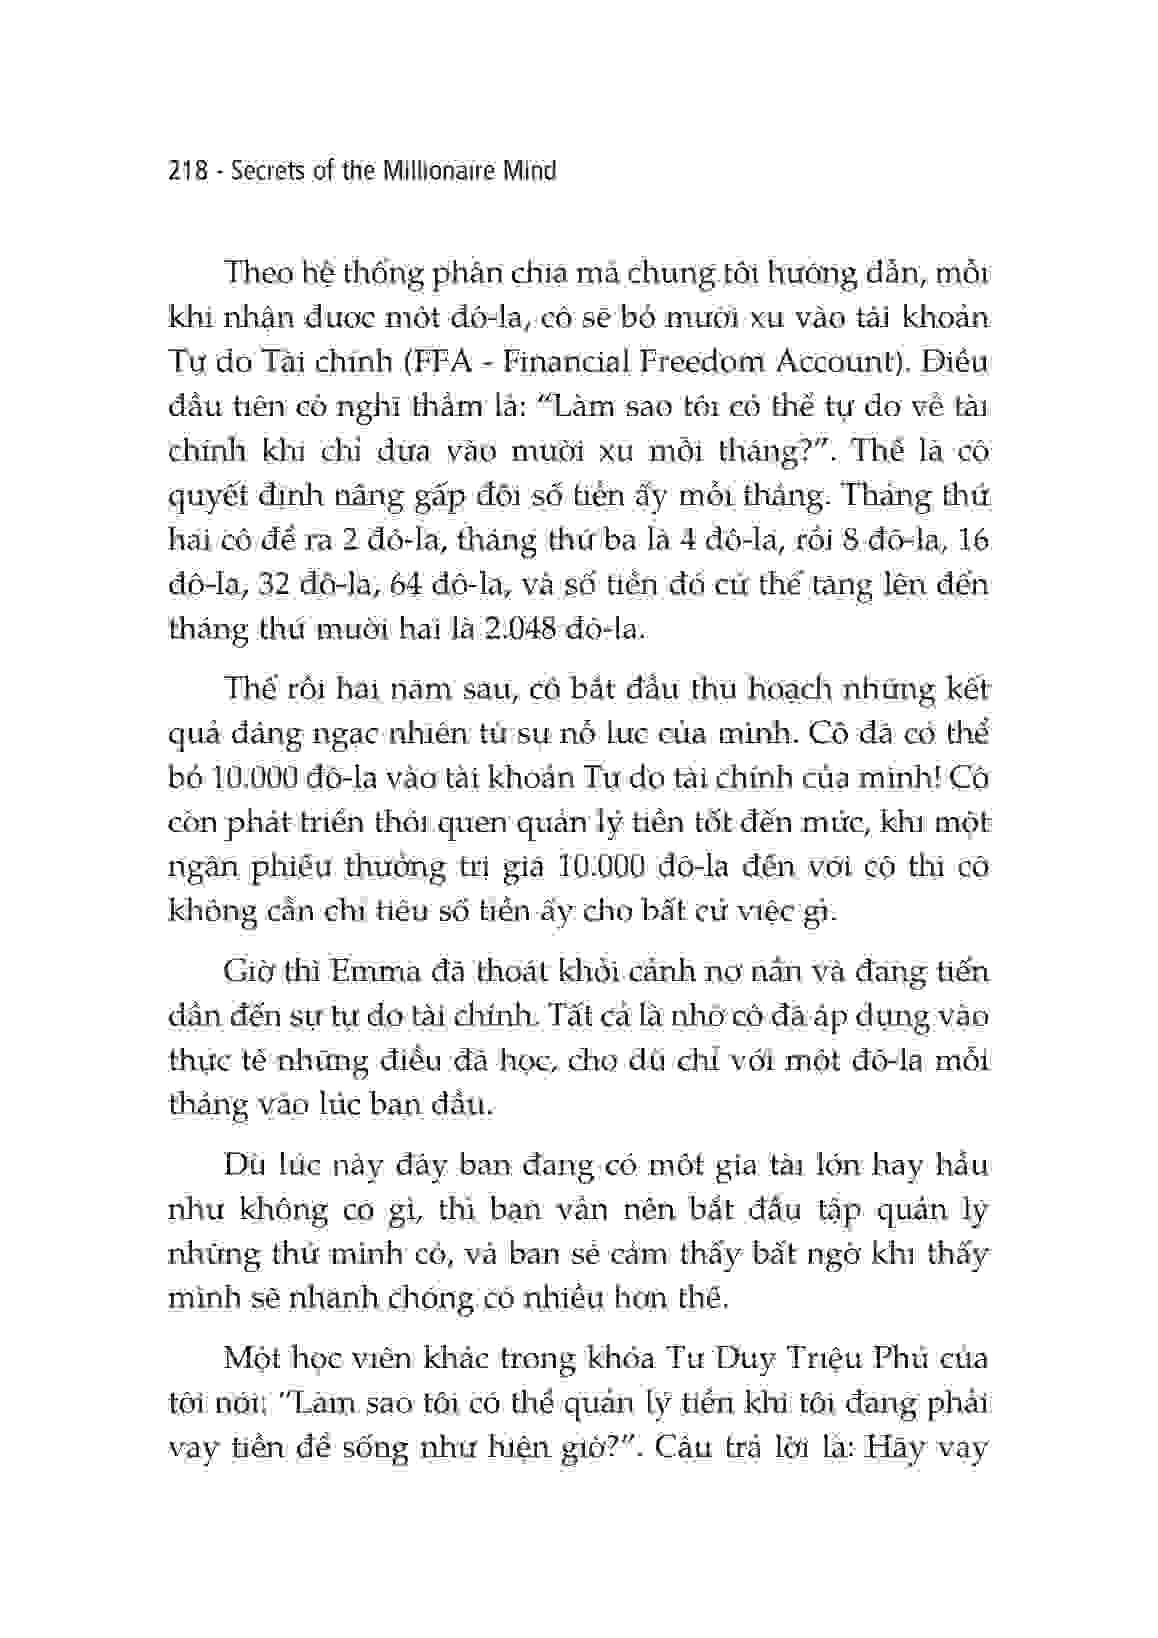 218 - Secrets of the Millionaire Mind
Theo hệ thống phân chia mà chúng tôi hướng dẫn, mỗi
khi nhận được một đô-la, cô sẽ bỏ mười xu vào tài khoản
Tự do Tài chính (FFA - Financial Freedom Account). Điều
đầu tiên cô nghĩ thầm là: “Làm sao tôi có thể tự do về tài
chính khi chỉ dựa vào mười xu mỗi tháng?”. Thế là cô
quyết định nâng gấp đôi số tiền ấy mỗi tháng. Tháng thứ
hai cô để ra 2 đô-la, tháng thứ ba là 4 đô-la, rồi 8 đô-la, 16
đô-la, 32 đô-la, 64 đô-la, và số tiền đó cứ thế tăng lên đến
tháng thứ mười hai là 2.048 đô-la.
Thế rồi hai năm sau, cô bắt đầu thu hoạch những kết
quả đáng ngạc nhiên từ sự nỗ lực của mình. Cô đã có thể
bỏ 10.000 đô-la vào tài khoản Tự do tài chính của mình! Cô
còn phát triển thói quen quản lý tiền tốt đến mức, khi một
ngân phiếu thưởng trị giá 10.000 đô-la đến với cô thì cô
không cần chi tiêu số tiền ấy cho bất cứ việc gì.
Giờ thì Emma đã thoát khỏi cảnh nợ nần và đang tiến
dần đến sự tự do tài chính. Tất cả là nhờ cô đã áp dụng vào
thực tế những điều đã học, cho dù chỉ với một đô-la mỗi
tháng vào lúc ban đầu.
Dù lúc này đây bạn đang có một gia tài lớn hay hầu
như không có gì, thì bạn vẫn nên bắt đầu tập quản lý
những thứ mình có, và bạn sẽ cảm thấy bất ngờ khi thấy
mình sẽ nhanh chóng có nhiều hơn thế.
Một học viên khác trong khóa Tư Duy Triệu Phú của
tôi nói: “Làm sao tôi có thể quản lý tiền khi tôi đang phải
vay tiền để sống như hiện giờ?”. Câu trả lời là: Hãy vay